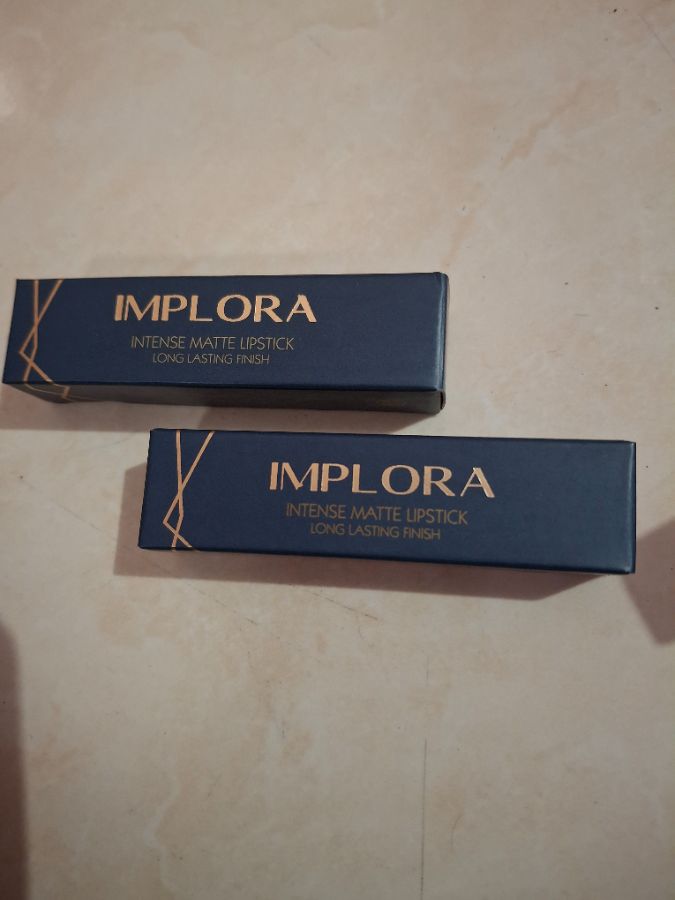 IMPLORA
INTENSE MATTE LIPSTICK
LONG LASTING FINISH
IMPLORA
INTENSE MATTE LIPSTICK
LONG LASTING FINISH